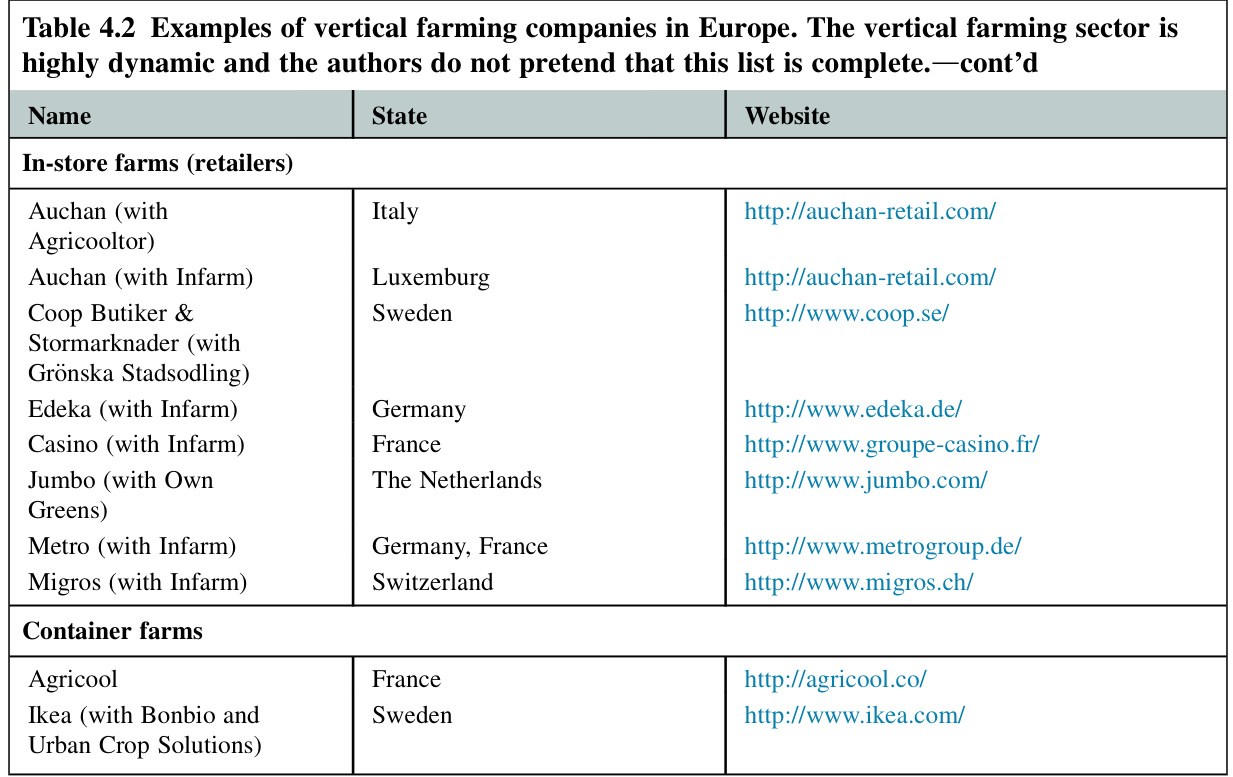 Table 4.2 Examples of vertical farming companies in Europe. The vertical farming sector is
highly dynamic and the authors do not pretend that this list is complete.—cont'd
Name State Website
In-store farms (retailers)
Auchan (with Italy http://auchan-retail.com/
Agricooltor)
Auchan (with Infarm) Luxemburg http://auchan-retail.com/
Coop Butiker & Sweden http://www.coop.se/
Stormarknader (with
Grönska Stadsodling)
Edeka (with Infarm) Germany http://www.edeka.de/
Casino (with Infarm) France http://www.groupe-casino.fr/
Jumbo (with Own The Netherlands http://www.jumbo.com/
Greens)
Metro (with Infarm) Germany, France http://www.metrogroup.de/
Migros (with Infarm) Switzerland http://www.migros.ch/
Container farms
Agricool France http://agricool.co/
Ikea (with Bonbio and Sweden http://www.ikea.com/
Urban Crop Solutions)